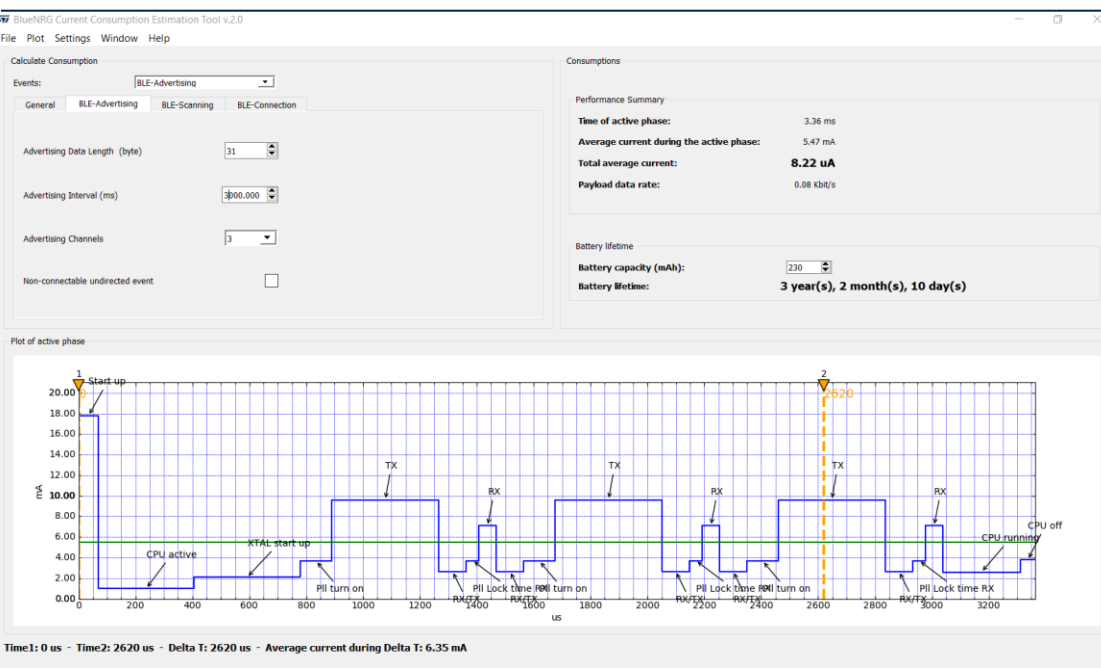 BlueNRG Current Consumption Estimation Tool v.2.0
File Plot Settings Window Help
Calculate Consumption
Events: BLE-Advertising
General BLE-Advertising BLE-Scanning BLE-Connection
Advertising Data Length (byte) 31
Advertising Interval (ms) 3000.000
Advertising Channels 3
Non-connectable undirected event
Consumptions
Performance Summary
Time of active phase: 3.36 ms
Average current during the active phase: 5.47 mA
Total average current: 8.22 uA
Payload data rate: 0.08 Kbit/s
Battery lifetime
Battery capacity (mAh): 230
Battery lifetime: 3 year(s), 2 month(s), 10 day(s)
Plot of active phase
1 2
Start up
0 2620
20.00
18.00
16.00
14.00
12.00
10.00
8.00
6.00
4.00
2.00
0.00
mA
TX TX TX
RX RX RX
CPU active XTAL start up CPU running CPU off
Pll turn on Pll Lock time RX Pll turn on Pll Lock time RX Pll turn on Pll Lock time RX
RX/TX RX/TX RX/TX RX/TX RX/TX
0 200 400 600 800 1000 1200 1400 1600 1800 2000 2200 2400 2600 2800 3000 3200
us
Time1: 0 us - Time2: 2620 us - Delta T: 2620 us - Average current during Delta T: 6.35 mA